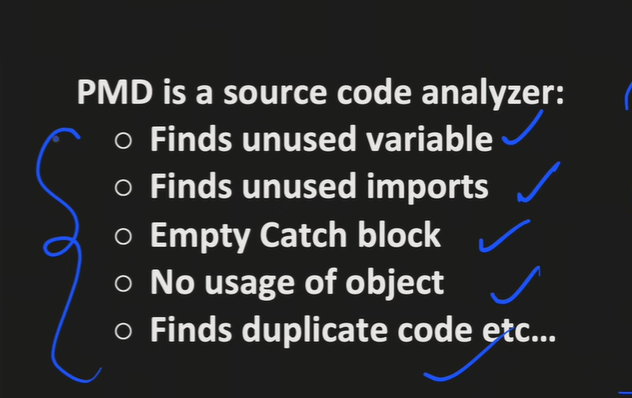 PMD is a source code analyzer:
○ Finds unused variable
○ Finds unused imports
○ Empty Catch block
○ No usage of object
○ Finds duplicate code etc...